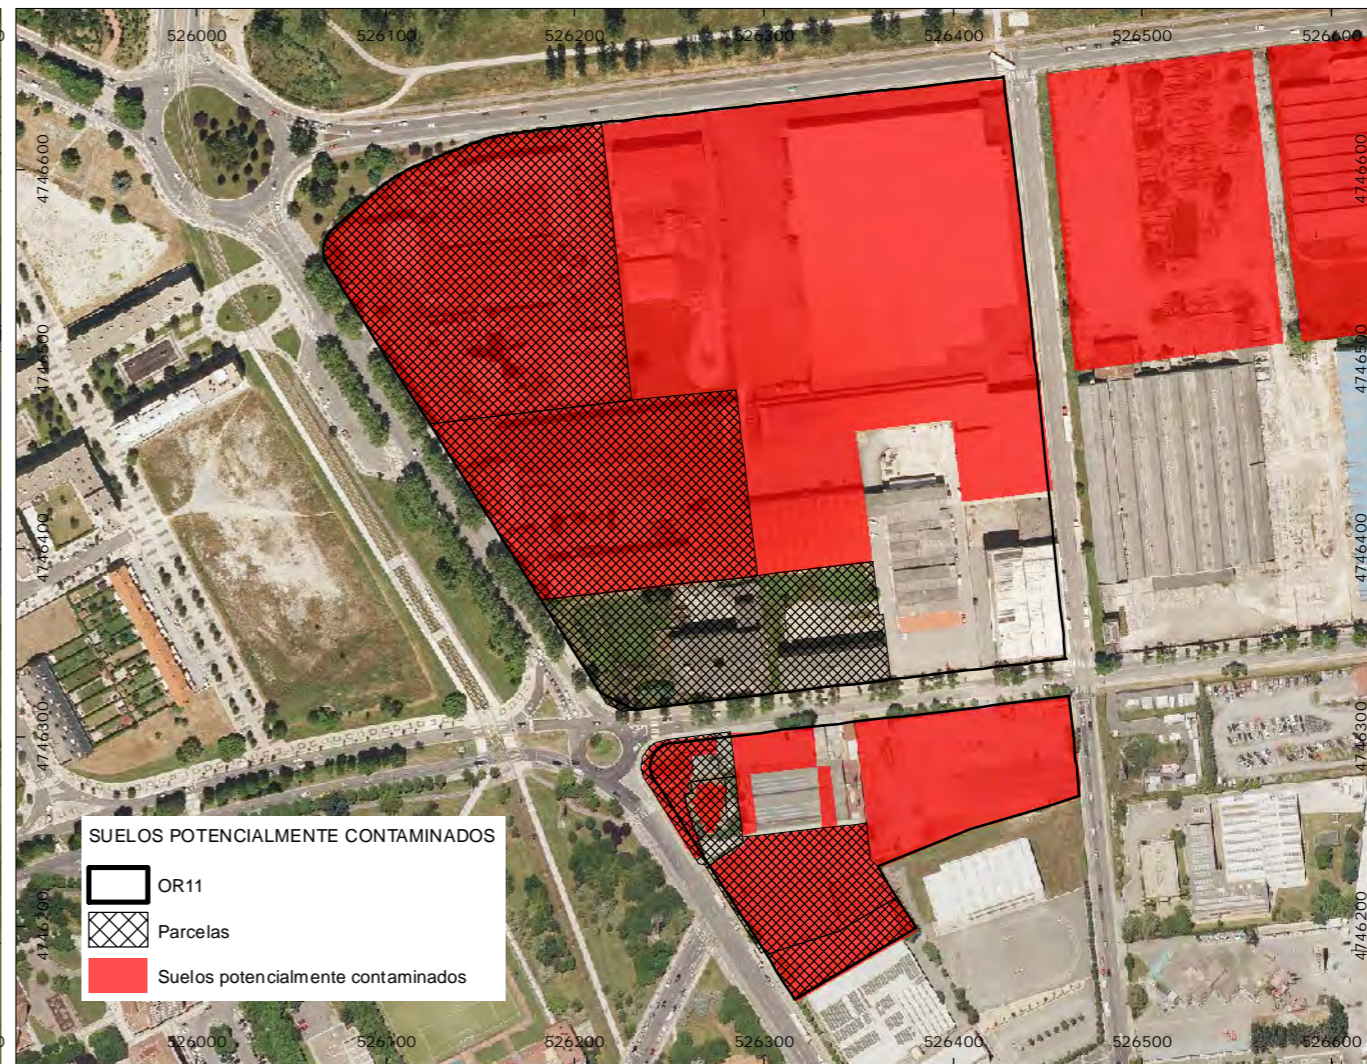 526000 526100 526200 526300 526400 526500 526600
4746600 4746600
4746500 4746500
4746400 4746400
4746300 4746300
SUELOS POTENCIALMENTE CONTAMINADOS
OR11
Parcelas
Suelos potencialmente contaminados
4746200 4746200
526000 526100 526200 526300 526400 526500 526600